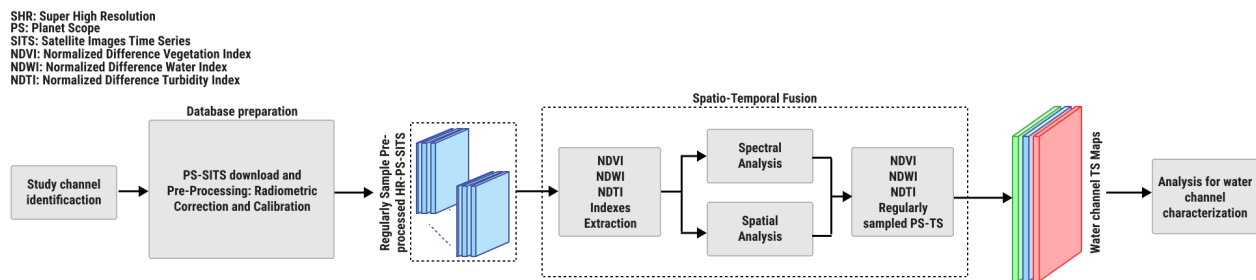 SHR: Super High Resolution
PS: Planet Scope
SITS: Satellite Images Time Series
NDVI: Normalized Difference Vegetation Index
NDWI: Normalized Difference Water Index
NDTI: Normalized Difference Turbidity Index
Study channel
identificaction
Database preparation
PS-SITS download and
Pre-Processing: Radiometric
Correction and Calibration
Regularly Sample Pre-
processed HR-PS-SITS
Spatio-Temporal Fusion
NDVI
NDWI
NDTI
Indexes
Extraction
Spectral
Analysis
Spatial
Analysis
NDVI
NDWI
NDTI
Regularly
sampled PS-TS
Water channel TS Maps
Analysis for water
channel
characterization